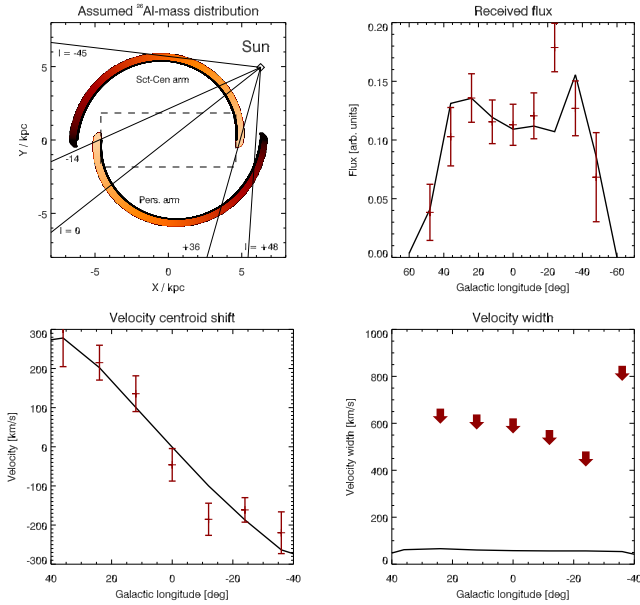 Assumed ²⁶Al-mass distribution
Sun
l = -45
Sct-Cen arm
-14
Pers. arm
l = 0
+36
l = +48
5
0
-5
Y / kpc
-5
0
5
X / kpc
Received flux
0.20
0.15
0.10
0.05
0.00
Flux [arb. units]
60
40
20
0
-20
-40
-60
Galactic longitude [deg]
Velocity centroid shift
300
200
100
0
-100
-200
-300
Velocity [km/s]
40
20
0
-20
-40
Galactic longitude [deg]
Velocity width
1000
800
600
400
200
0
Velocity width [km/s]
40
20
0
-20
-40
Galactic longitude [deg]